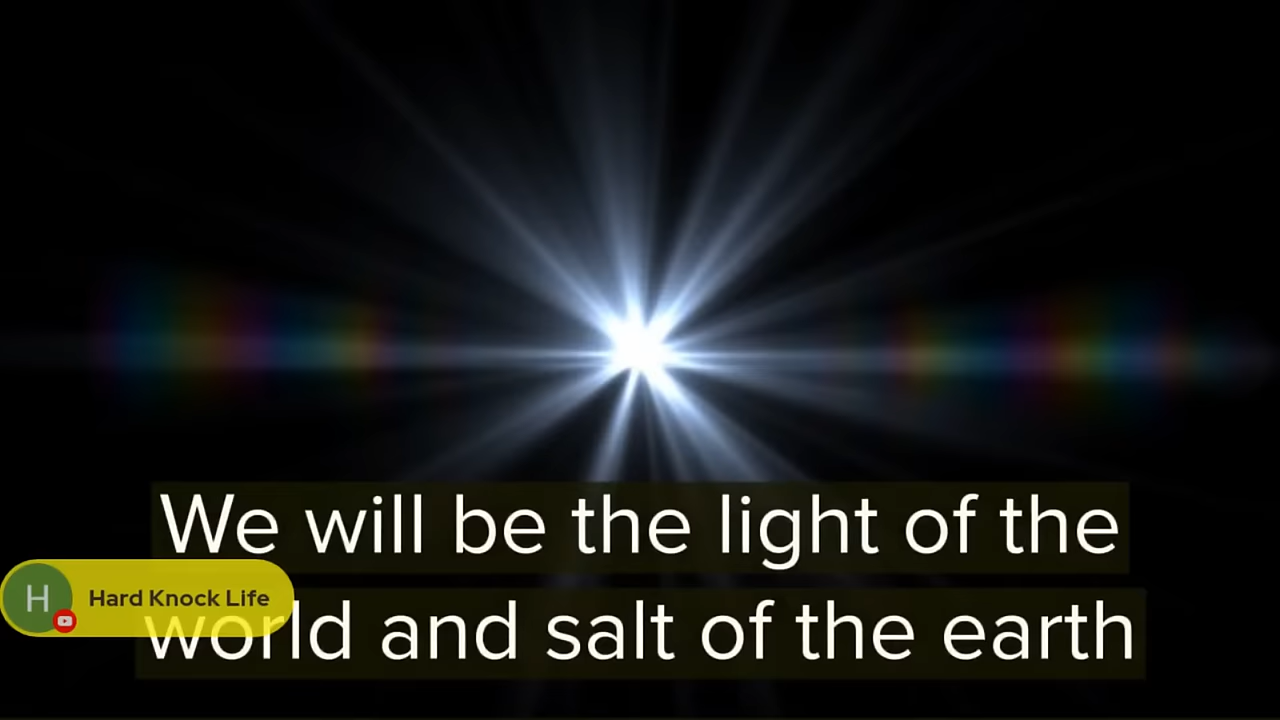 We will be the light of the
H
Hard Knock Life
world and salt of the earth